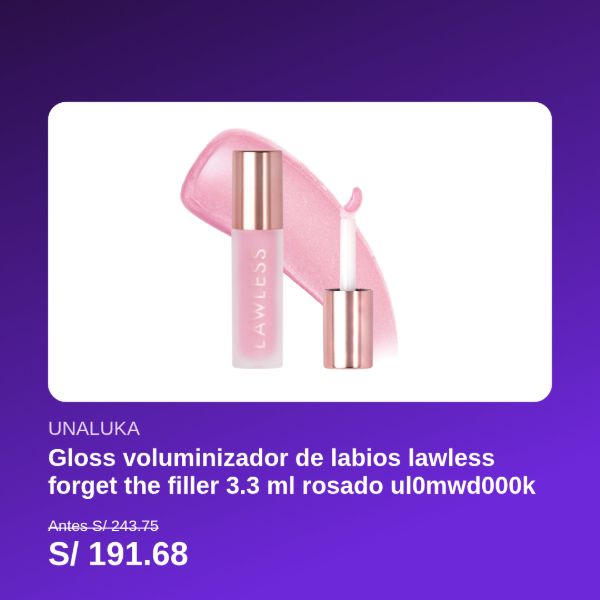 LAWLESS
UNALUKA
Gloss voluminizador de labios lawless
forget the filler 3.3 ml rosado ul0mwd000k
Antes S/ 243.75
S/ 191.68